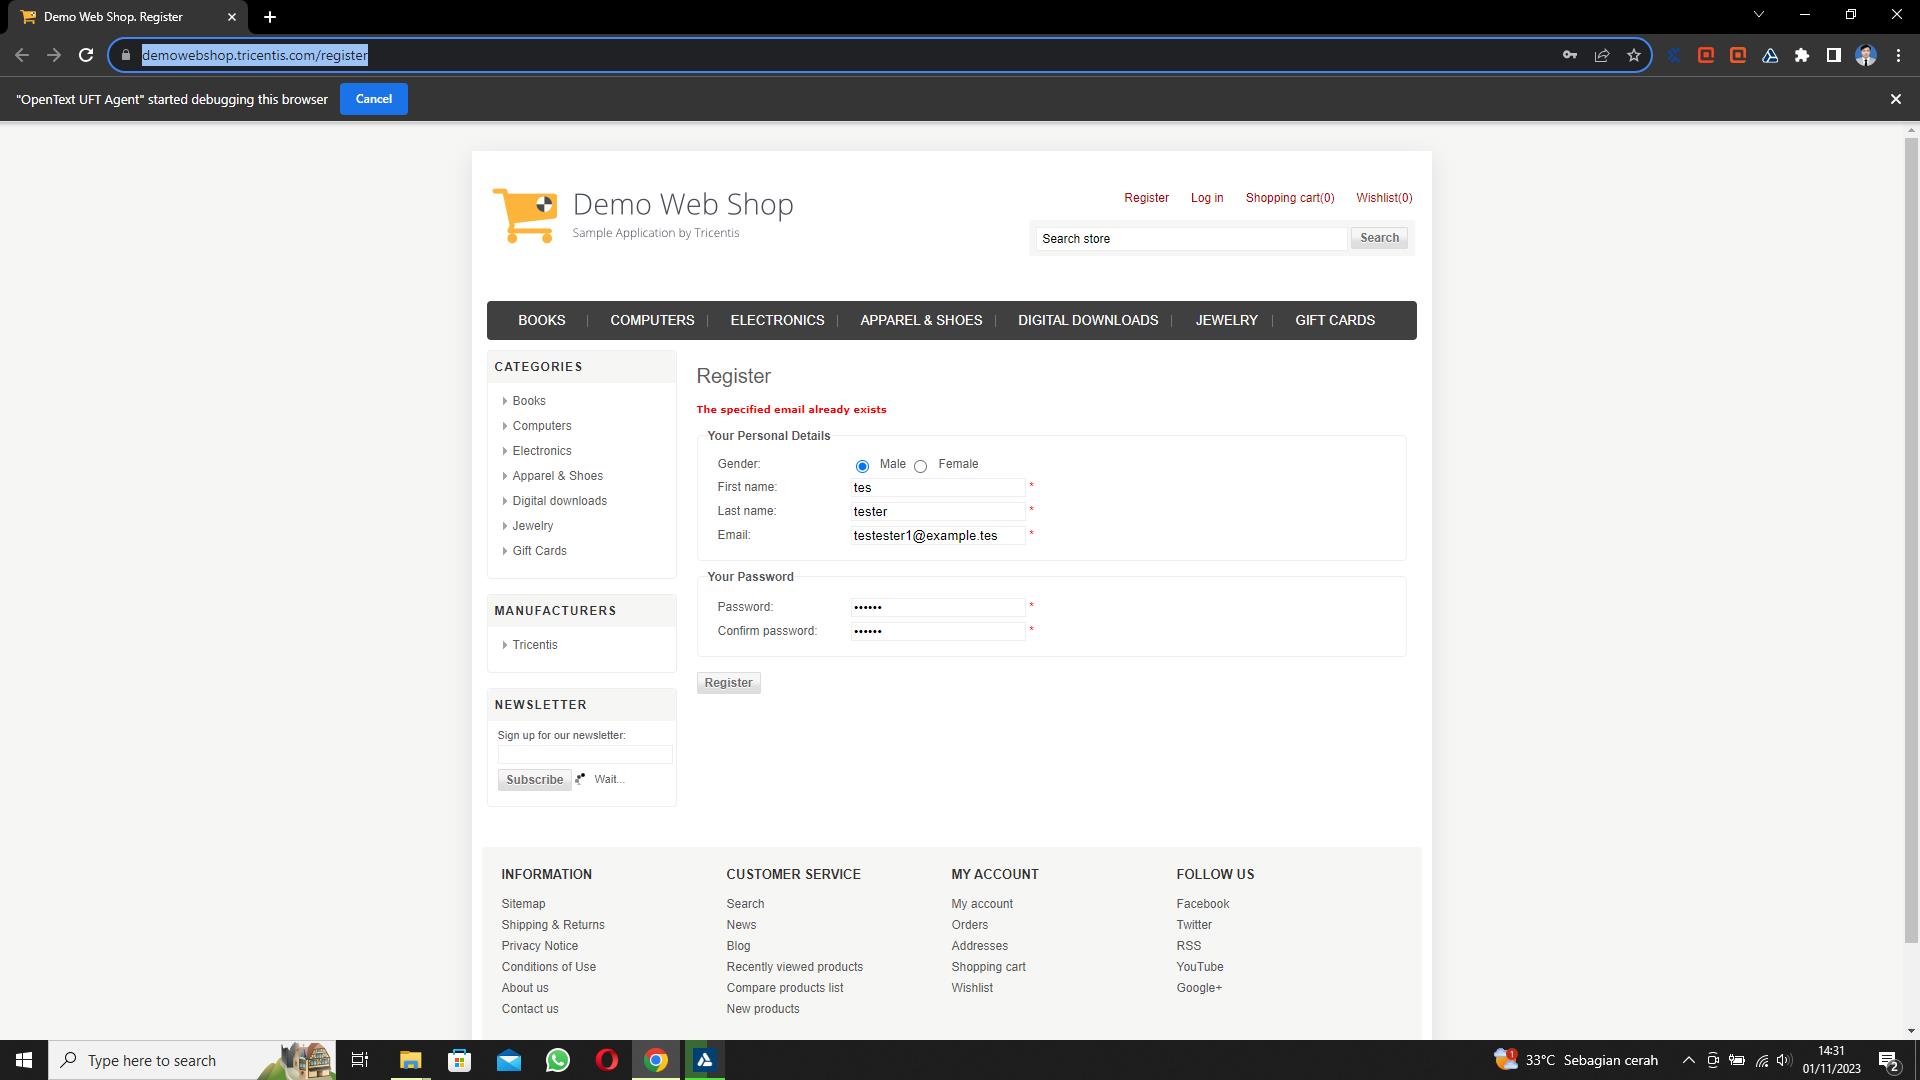 Demo Web Shop. Register
demowebshop.tricentis.com/register
"OpenText UFT Agent" started debugging this browser
Cancel
Demo Web Shop
Sample Application by Tricentis
Register Log in Shopping cart(0) Wishlist(0)
Search store Search
BOOKS COMPUTERS ELECTRONICS APPAREL & SHOES DIGITAL DOWNLOADS JEWELRY GIFT CARDS
CATEGORIES
Books
Computers
Electronics
Apparel & Shoes
Digital downloads
Jewelry
Gift Cards
MANUFACTURERS
Tricentis
NEWSLETTER
Sign up for our newsletter:
Subscribe Wait...
Register
The specified email already exists
Your Personal Details
Gender: Male Female
First name: tes *
Last name: tester *
Email: testester1@example.tes *
Your Password
Password: •••••• *
Confirm password: •••••• *
Register
INFORMATION
Sitemap
Shipping & Returns
Privacy Notice
Conditions of Use
About us
Contact us
CUSTOMER SERVICE
Search
News
Blog
Recently viewed products
Compare products list
New products
MY ACCOUNT
My account
Orders
Addresses
Shopping cart
Wishlist
FOLLOW US
Facebook
Twitter
RSS
YouTube
Google+
Type here to search
1
33°C Sebagian cerah
14:31
01/11/2023
2